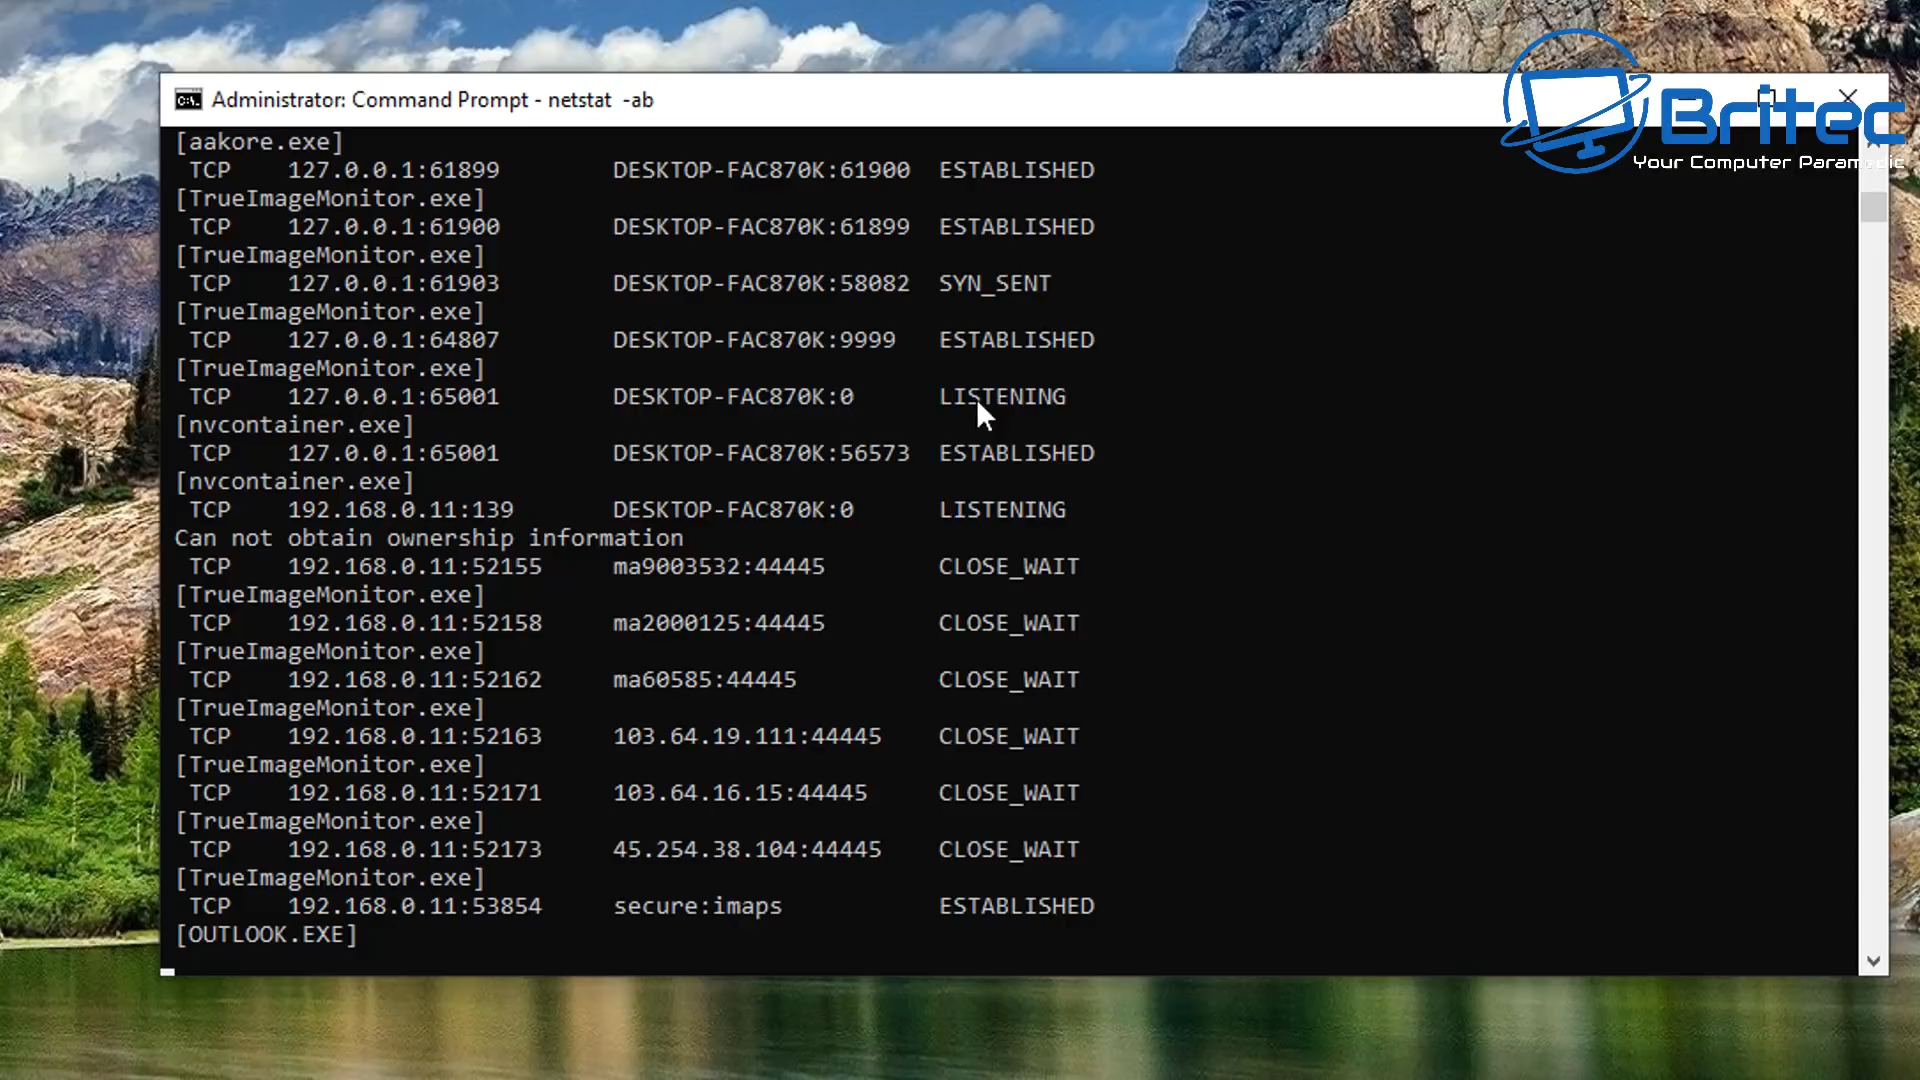 Administrator: Command Prompt - netstat  -ab
Britec
Your Computer Paramedic
[aakore.exe]
TCP    127.0.0.1:61899        DESKTOP-FAC870K:61900  ESTABLISHED
[TrueImageMonitor.exe]
TCP    127.0.0.1:61900        DESKTOP-FAC870K:61899  ESTABLISHED
[TrueImageMonitor.exe]
TCP    127.0.0.1:61903        DESKTOP-FAC870K:58082  SYN_SENT
[TrueImageMonitor.exe]
TCP    127.0.0.1:64807        DESKTOP-FAC870K:9999   ESTABLISHED
[TrueImageMonitor.exe]
TCP    127.0.0.1:65001        DESKTOP-FAC870K:0      LISTENING
[nvcontainer.exe]
TCP    127.0.0.1:65001        DESKTOP-FAC870K:56573  ESTABLISHED
[nvcontainer.exe]
TCP    192.168.0.11:139       DESKTOP-FAC870K:0      LISTENING
Can not obtain ownership information
TCP    192.168.0.11:52155     ma9003532:44445        CLOSE_WAIT
[TrueImageMonitor.exe]
TCP    192.168.0.11:52158     ma2000125:44445        CLOSE_WAIT
[TrueImageMonitor.exe]
TCP    192.168.0.11:52162     ma60585:44445          CLOSE_WAIT
[TrueImageMonitor.exe]
TCP    192.168.0.11:52163     103.64.19.111:44445    CLOSE_WAIT
[TrueImageMonitor.exe]
TCP    192.168.0.11:52171     103.64.16.15:44445     CLOSE_WAIT
[TrueImageMonitor.exe]
TCP    192.168.0.11:52173     45.254.38.104:44445    CLOSE_WAIT
[TrueImageMonitor.exe]
TCP    192.168.0.11:53854     secure:imaps           ESTABLISHED
[OUTLOOK.EXE]